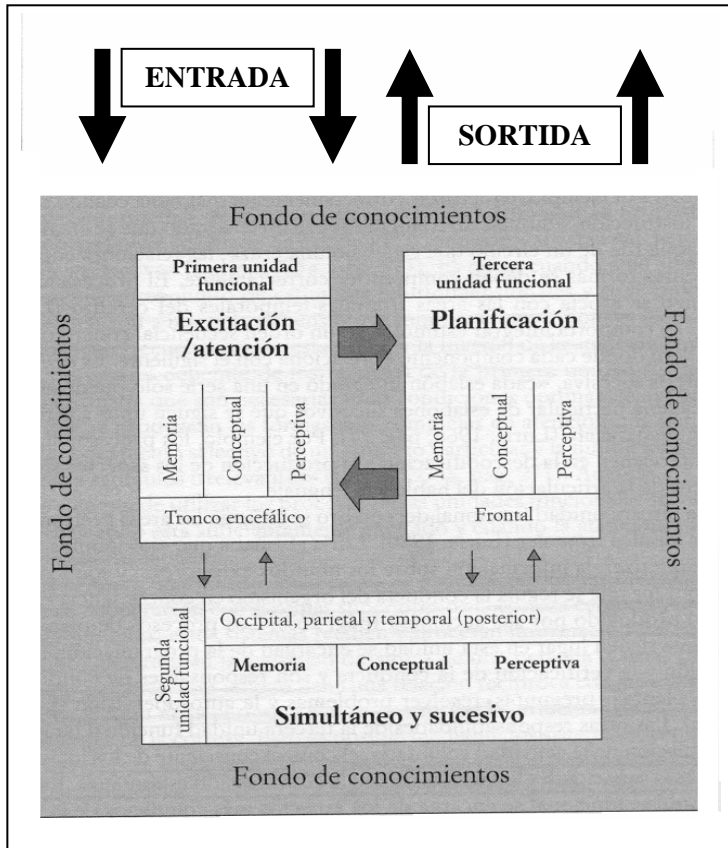 ENTRADA
SORTIDA
Fondo de conocimientos
Fondo de conocimientos
Primera unidad
funcional
Excitación
/atención
Memoria
Conceptual
Perceptiva
Tronco encefálico
Tercera
unidad funcional
Planificación
Memoria
Conceptual
Perceptiva
Frontal
Fondo de conocimientos
Segunda
unidad funcional
Occipital, parietal y temporal (posterior)
Memoria
Conceptual
Perceptiva
Simultáneo y sucesivo
Fondo de conocimientos